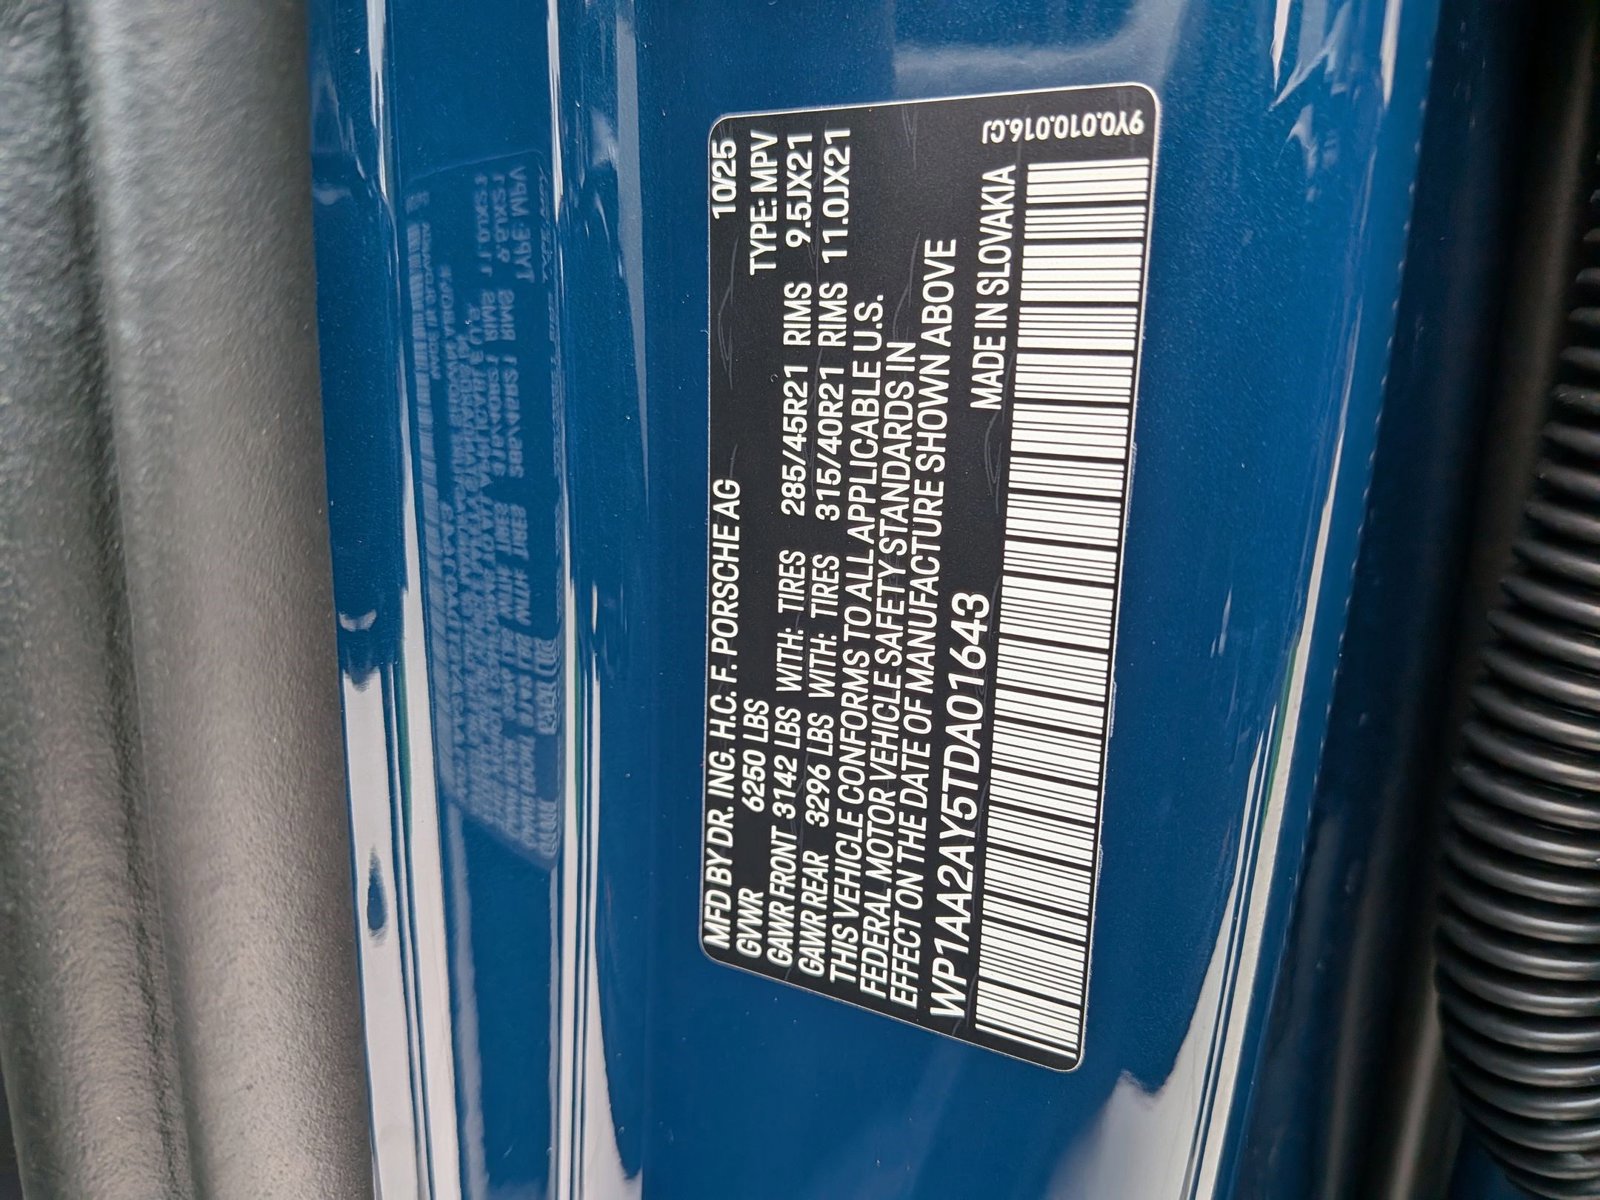 MFD BY DR. ING. H.C. F. PORSCHE AG 10/25
GVWR 6250 LBS TYPE: MPV
GAWR FRONT 3142 LBS WITH: TIRES 285/45R21 RIMS 9.5JX21
GAWR REAR 3296 LBS WITH: TIRES 315/40R21 RIMS 11.0JX21
THIS VEHICLE CONFORMS TO ALL APPLICABLE U.S.
FEDERAL MOTOR VEHICLE SAFETY STANDARDS IN
EFFECT ON THE DATE OF MANUFACTURE SHOWN ABOVE
WP1AA2AY5TDA01643 MADE IN SLOVAKIA
9Y0.010.016.CJ